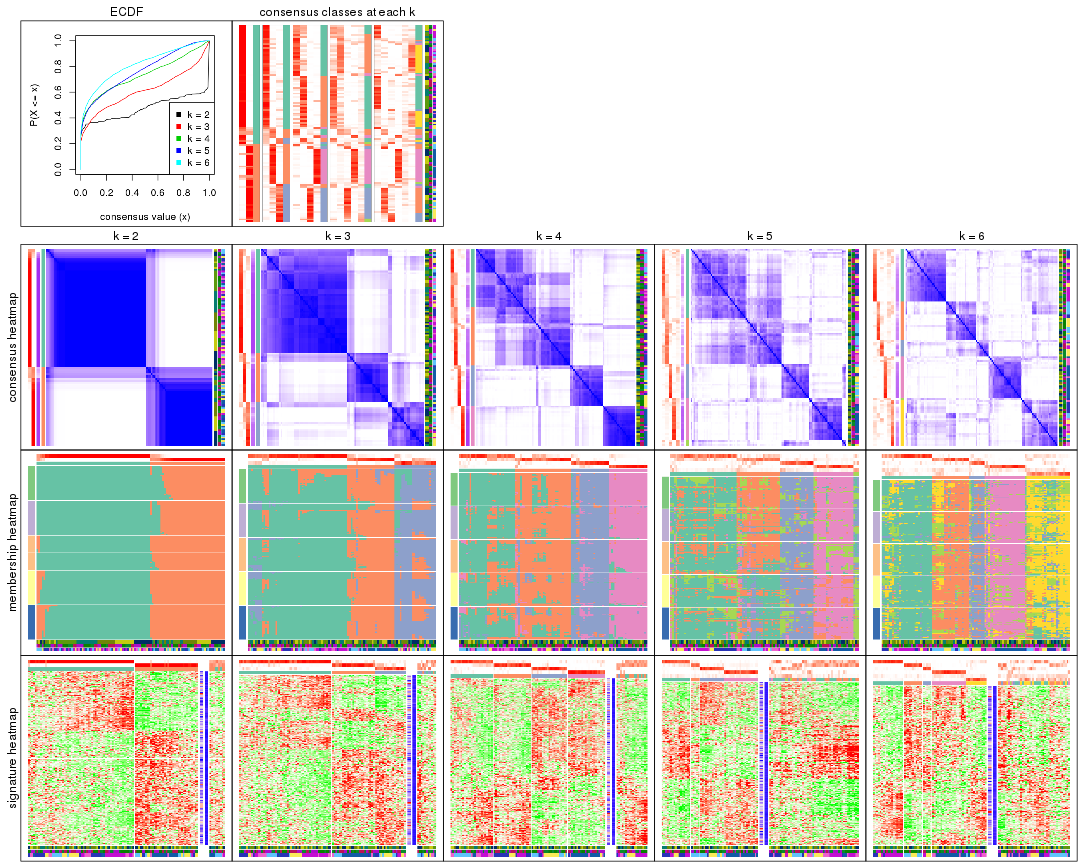 ECDF
consensus classes at each k
P(X <= x)
0.0 0.2 0.4 0.6 0.8 1.0
k = 2
k = 3
k = 4
k = 5
k = 6
0.0 0.2 0.4 0.6 0.8 1.0
consensus value (x)
k = 2
k = 3
k = 4
k = 5
k = 6
consensus heatmap
membership heatmap
signature heatmap